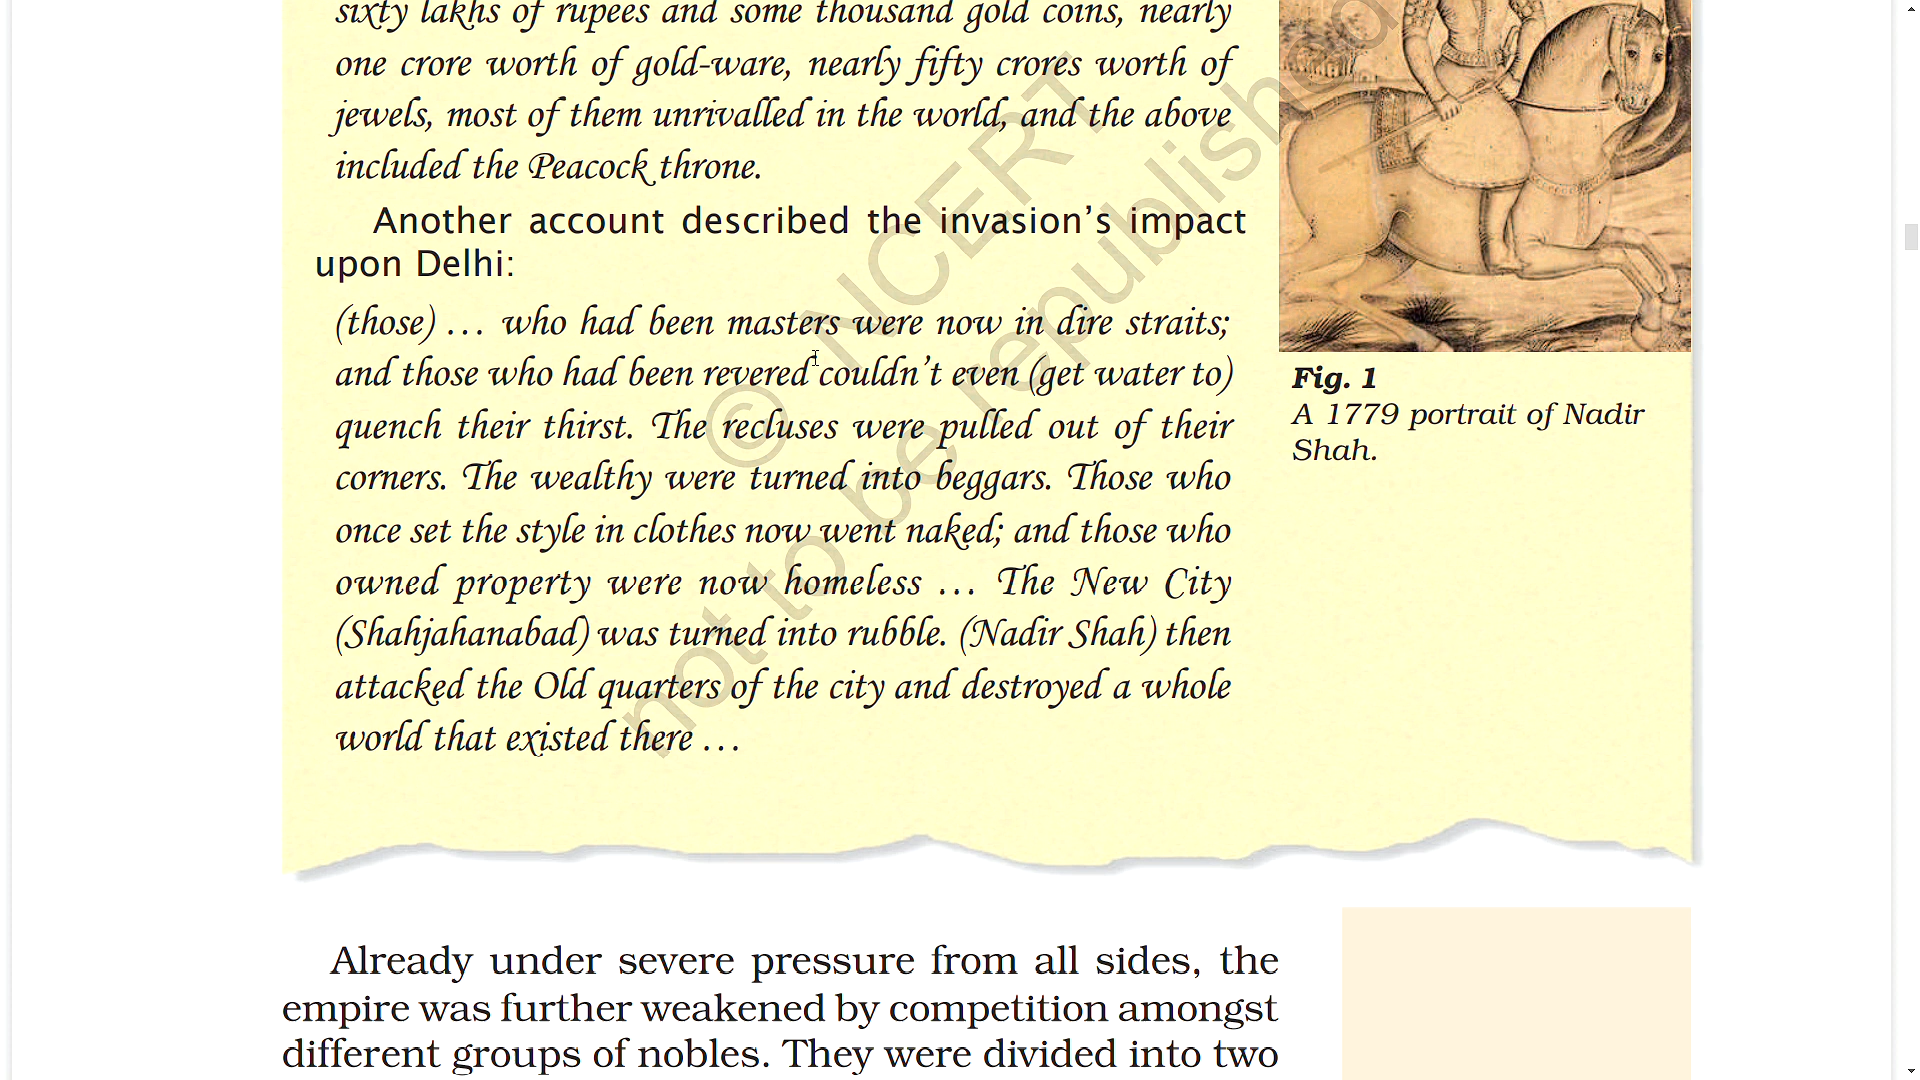 sixty lakhs of rupees and some thousand gold coins, nearly
one crore worth of gold-ware, nearly fifty crores worth of
jewels, most of them unrivalled in the world, and the above
included the Peacock throne.
Another account described the invasion’s impact
upon Delhi:
(those) … who had been masters were now in dire straits;
and those who had been revered couldn’t even (get water to)
quench their thirst. The recluses were pulled out of their
corners. The wealthy were turned into beggars. Those who
once set the style in clothes now went naked; and those who
owned property were now homeless … The New City
(Shahjahanabad) was turned into rubble. (Nadir Shah) then
attacked the Old quarters of the city and destroyed a whole
world that existed there …
Fig. 1
A 1779 portrait of Nadir
Shah.
Already under severe pressure from all sides, the
empire was further weakened by competition amongst
different groups of nobles. They were divided into two
© NCERT
not to be republished